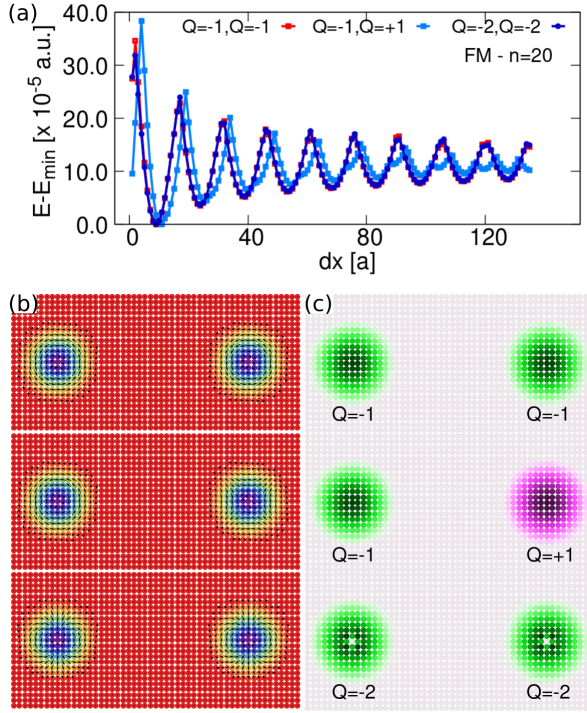 (a)
Q=-1,Q=-1 Q=-1,Q=+1 Q=-2,Q=-2
FM - n=20
E-Emin [x 10-5 a.u.]
40.0
30.0
20.0
10.0
0.0
0 40 80 120
dx [a]
(b) (c)
Q=-1 Q=-1
Q=-1 Q=+1
Q=-2 Q=-2